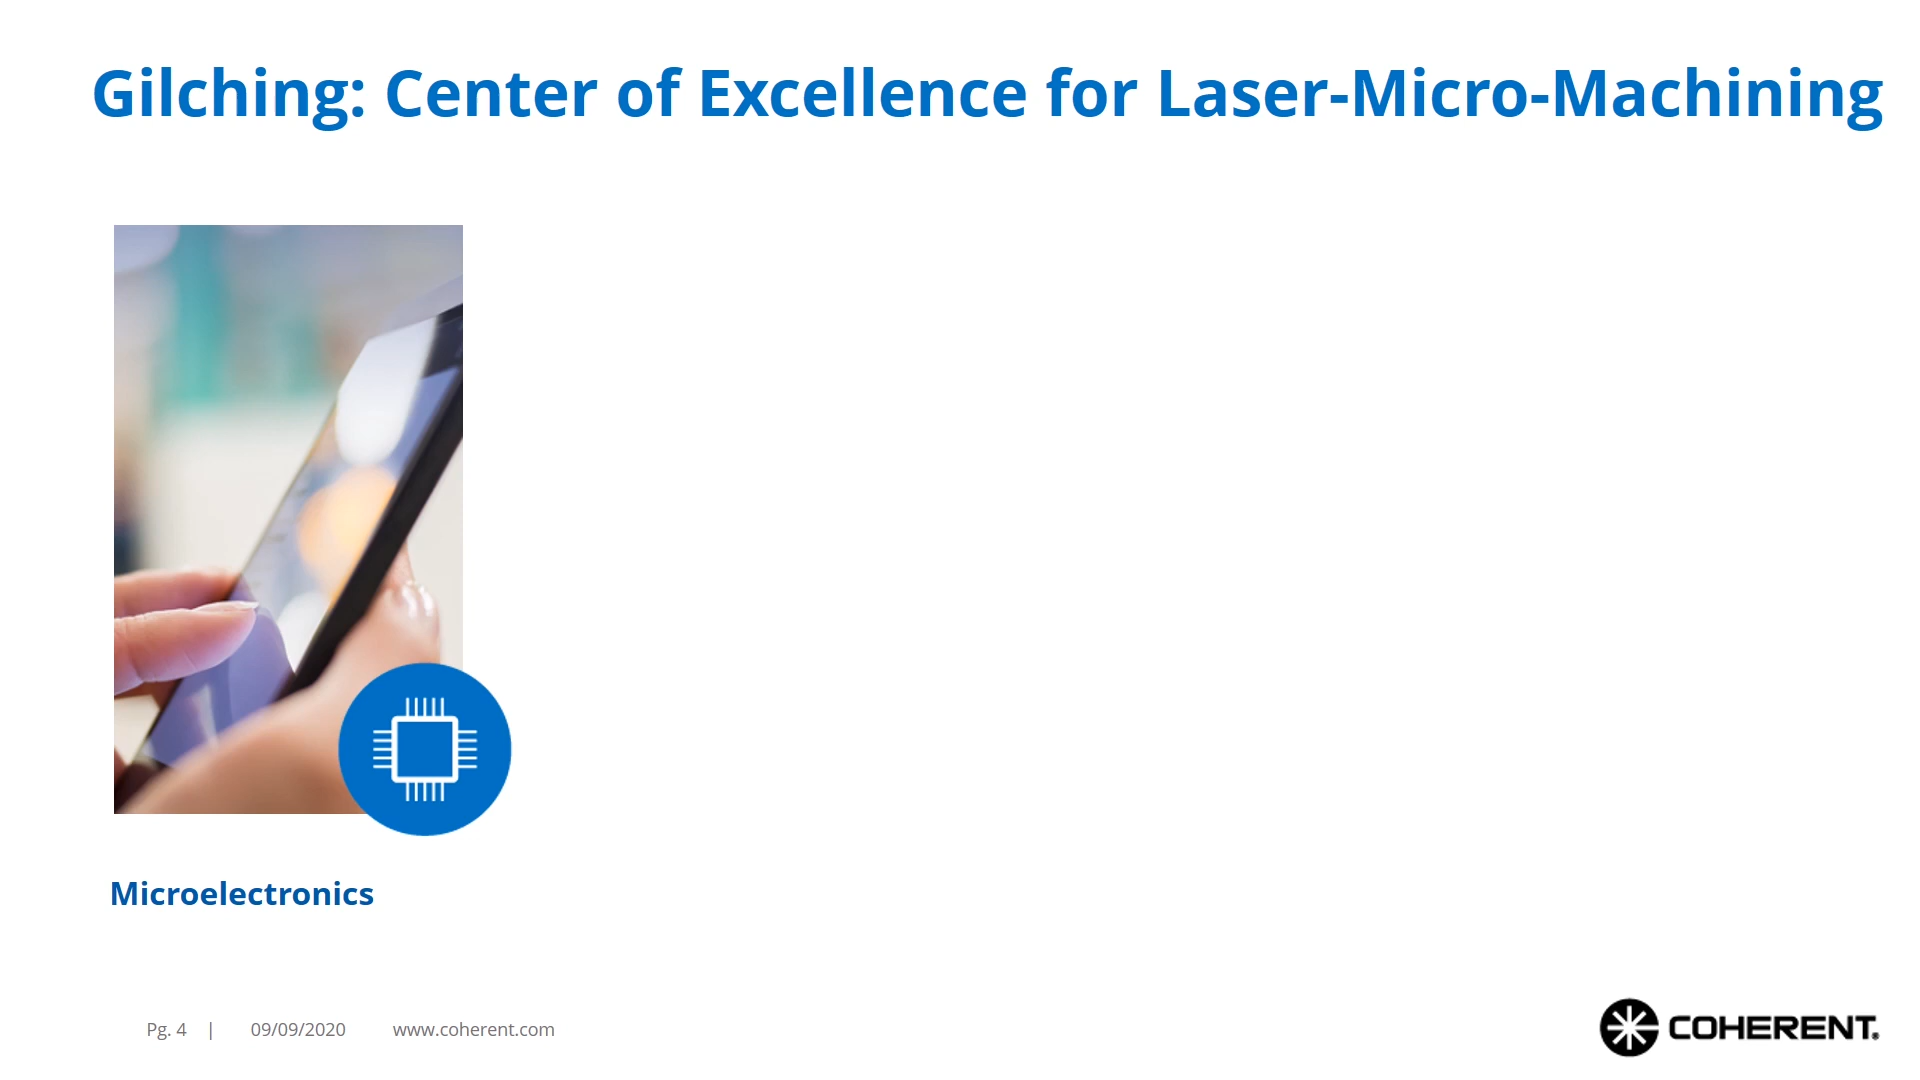 Gilching: Center of Excellence for Laser-Micro-Machining
Microelectronics
Pg. 4 | 09/09/2020 www.coherent.com
COHERENT®